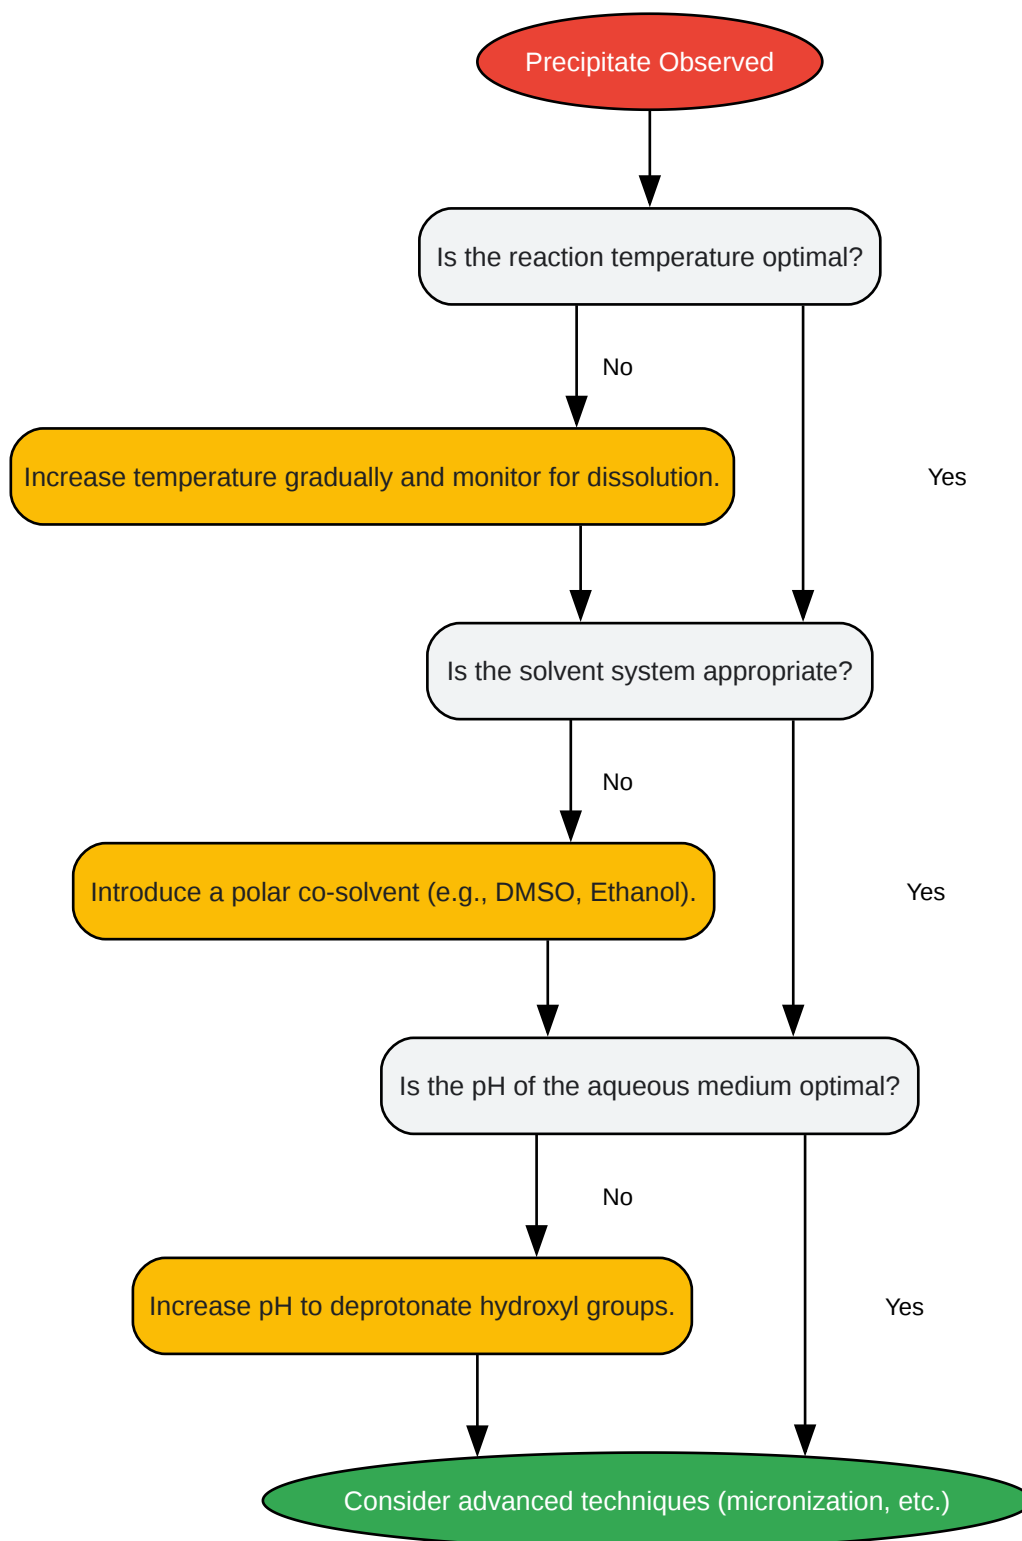 Precipitate Observed
Is the reaction temperature optimal?
No
Increase temperature gradually and monitor for dissolution.
Yes
Is the solvent system appropriate?
No
Introduce a polar co-solvent (e.g., DMSO, Ethanol).
Yes
Is the pH of the aqueous medium optimal?
No
Increase pH to deprotonate hydroxyl groups.
Yes
Consider advanced techniques (micronization, etc.)